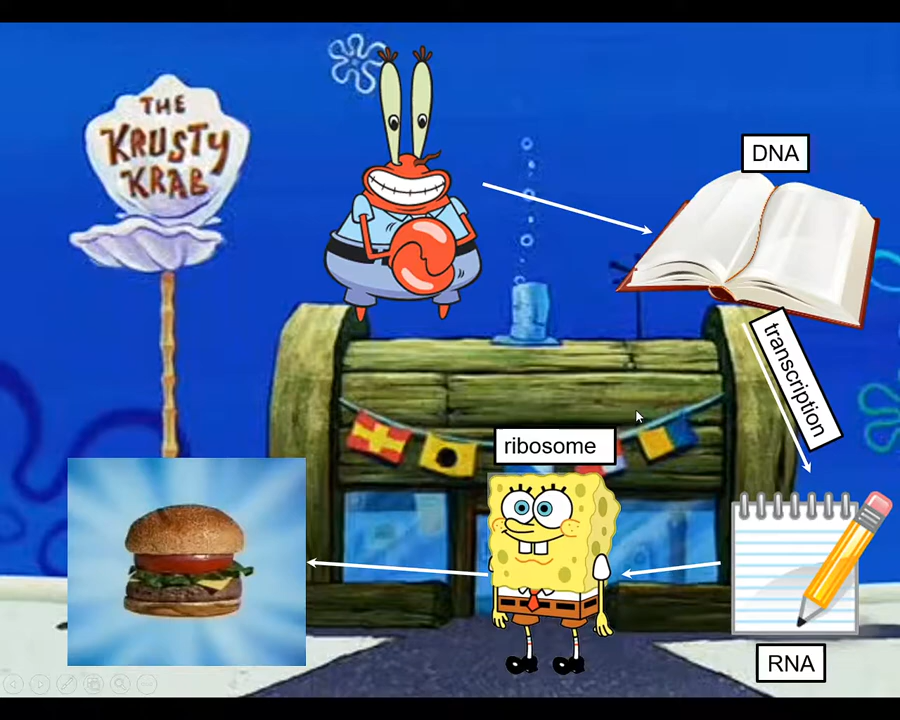 THE
KRUSTY
KRAB
DNA
transcription
ribosome
RNA